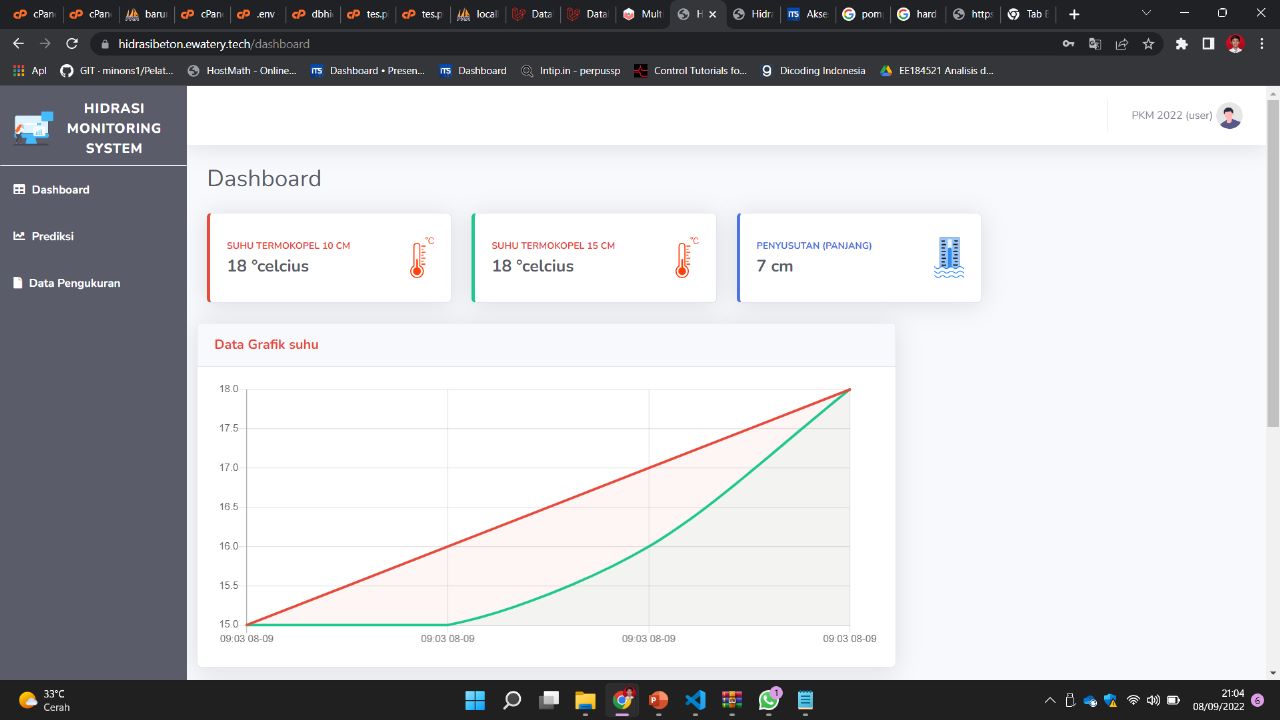 cPan
cPan
baru
cPan
.env
dbhi
tes.p
tes.p
locall
Data
Data
Mult
H
Hidra
Akse
pom
hard
https
Tab B
hidrasibeton.ewatery.tech/dashboard
Apl
GIT · minons1/Pelat...
HostMath - Online...
Dashboard • Presen...
Dashboard
Intip.in - perpussp
Control Tutorials fo...
Dicoding Indonesia
EE184521 Analisis d...
HIDRASI
MONITORING
SYSTEM
PKM 2022 (user)
Dashboard
Prediksi
Data Pengukuran
Dashboard
SUHU TERMOKOPEL 10 CM
18 °celcius
°C
SUHU TERMOKOPEL 15 CM
18 °celcius
°C
PENYUSUTAN (PANJANG)
7 cm
Data Grafik suhu
18.0
17.5
17.0
16.5
16.0
15.5
15.0
09:03 08-09
09:03 08-09
09:03 08-09
09:03 08-09
33°C
Cerah
1
21:04
08/09/2022
6